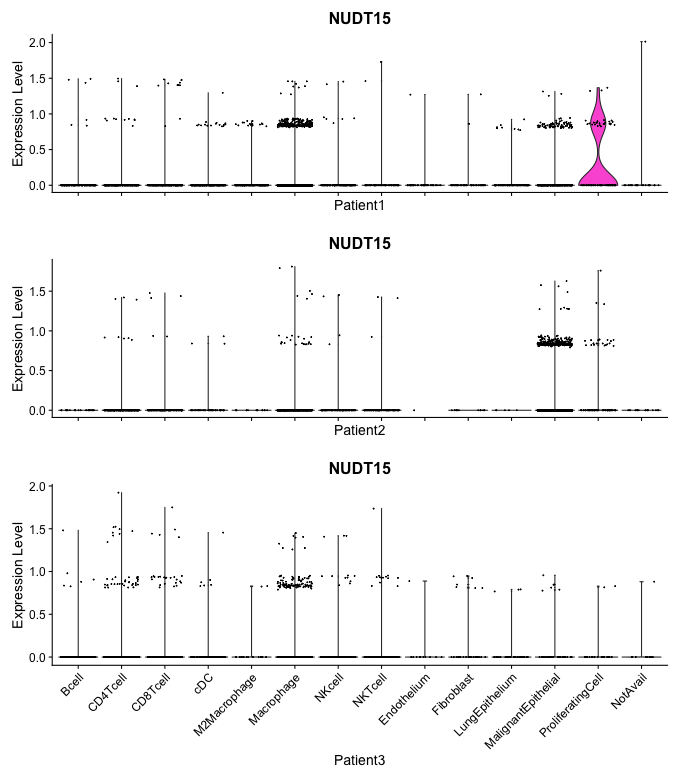 NUDT15
Expression Level
2.0
1.5
1.0
0.5
0.0
Patient1
NUDT15
Expression Level
1.5
1.0
0.5
0.0
Patient2
NUDT15
Expression Level
2.0
1.5
1.0
0.5
0.0
Bcell
CD4Tcell
CD8Tcell
cDC
M2Macrophage
Macrophage
NKcell
NKTcell
Endothelium
Fibroblast
LungEpithelium
MalignantEpithelial
ProliferatingCell
NotAvail
Patient3